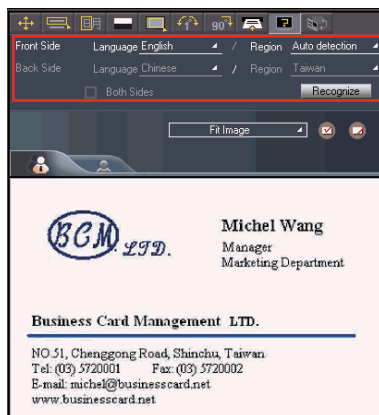 90°
?
Front Side Language English / Region Auto detection
Back Side Language Chinese / Region Taiwan
Both Sides Recognize
Fit Image
BCM. LTD.
Michel Wang
Manager
Marketing Department
Business Card Management LTD.
NO.51, Chenggong Road, Shinchu, Taiwan
Tel: (03) 5720001 Fax: (03) 5720002
E-mail: michel@businesscard.net
www.businesscard.net